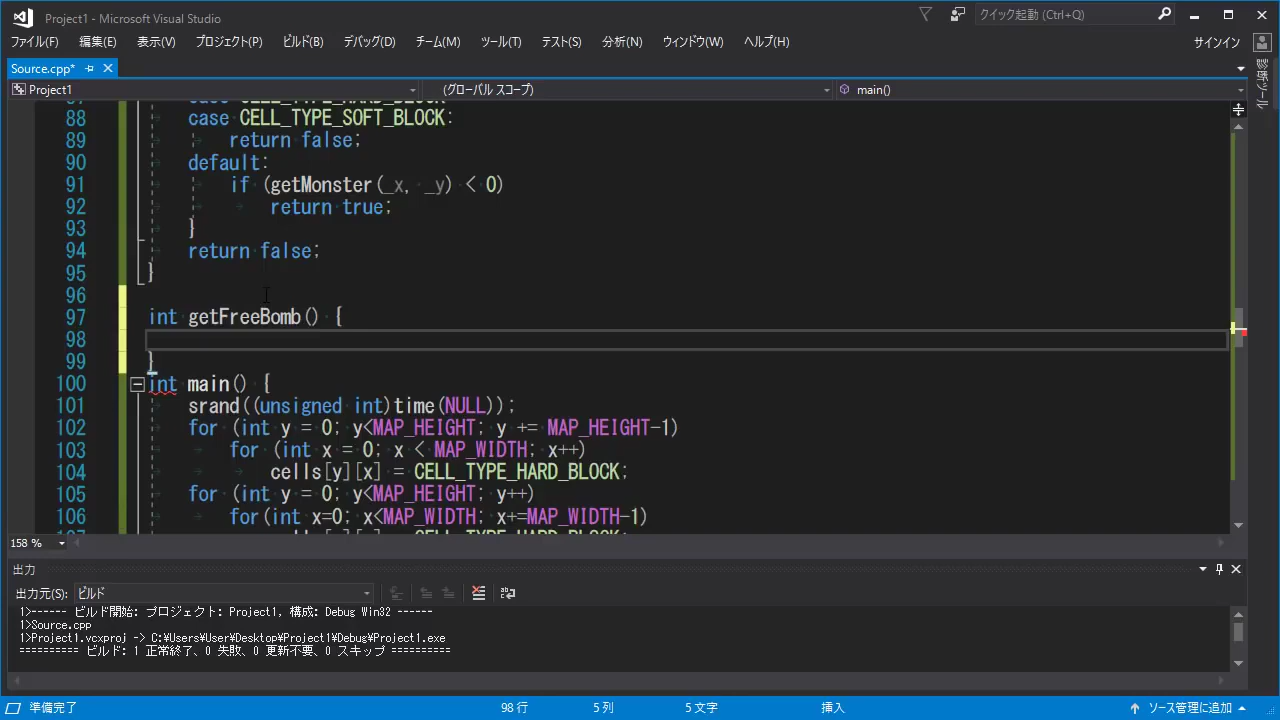 Project1 - Microsoft Visual Studio
クイック起動 (Ctrl+Q)
ファイル(F) 編集(E) 表示(V) プロジェクト(P) ビルド(B) デバッグ(D) チーム(M) ツール(T) テスト(S) 分析(N) ウィンドウ(W) ヘルプ(H) サインイン
Source.cpp*
診断ツール
Project1 (グローバル スコープ) main()
87 case CELL_TYPE_HARD_BLOCK:
88 case CELL_TYPE_SOFT_BLOCK:
89 return false;
90 default:
91 if (getMonster(_x, _y) < 0)
92 return true;
93 }
94 return false;
95 }
96
97 int getFreeBomb() {
98
99 }
100 int main() {
101 srand((unsigned int)time(NULL));
102 for (int y = 0; y<MAP_HEIGHT; y += MAP_HEIGHT-1)
103 for (int x = 0; x < MAP_WIDTH; x++)
104 cells[y][x] = CELL_TYPE_HARD_BLOCK;
105 for (int y = 0; y<MAP_HEIGHT; y++)
106 for(int x=0; x<MAP_WIDTH; x+=MAP_WIDTH-1)
107 cells[y][x] = CELL_TYPE_HARD_BLOCK;
158 %
出力
出力元(S): ビルド
1>------ ビルド開始: プロジェクト: Project1, 構成: Debug Win32 ------
1>Source.cpp
1>Project1.vcxproj -> C:¥Users¥User¥Desktop¥Project1¥Debug¥Project1.exe
========== ビルド: 1 正常終了、0 失敗、0 更新不要、0 スキップ ==========
準備完了 98 行 5 列 5 文字 挿入 ソース管理に追加